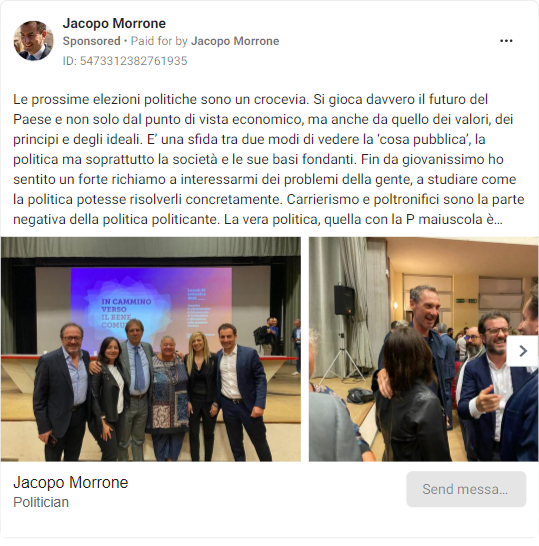 Jacopo Morrone
Sponsored • Paid for by Jacopo Morrone
ID: 5473312382761935
Le prossime elezioni politiche sono un crocevia. Si gioca davvero il futuro del
Paese e non solo dal punto di vista economico, ma anche da quello dei valori, dei
principi e degli ideali. E’ una sfida tra due modi di vedere la ‘cosa pubblica’, la
politica ma soprattutto la società e le sue basi fondanti. Fin da giovanissimo ho
sentito un forte richiamo a interessarmi dei problemi della gente, a studiare come
la politica potesse risolverli concretamente. Carrierismo e poltronifici sono la parte
negativa della politica politicante. La vera politica, quella con la P maiuscola è...
IN CAMMINO
VERSO
IL BENE
COMU
Jacopo Morrone
Politician
Send messa...